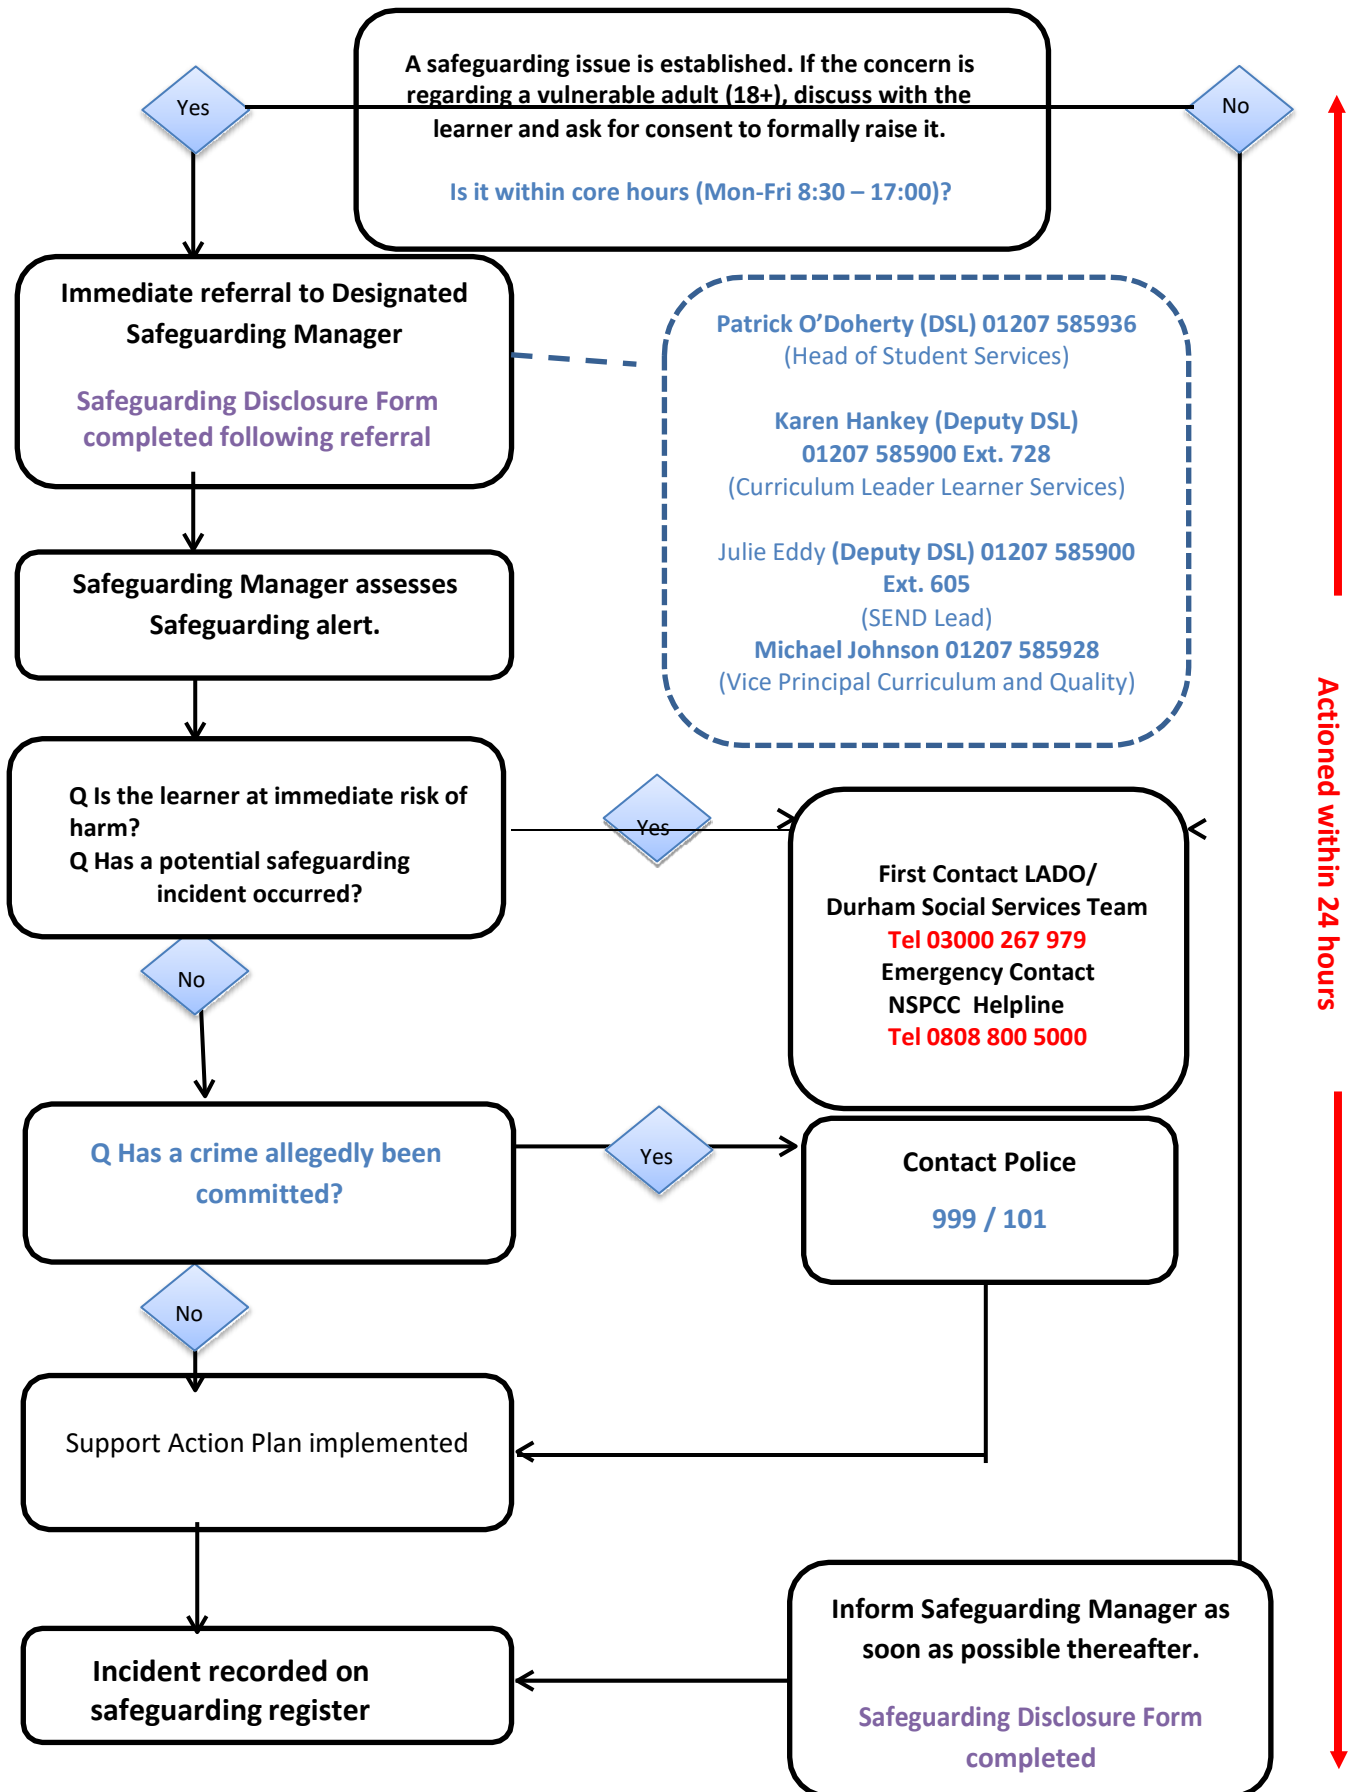 A safeguarding issue is established. If the concern is
regarding a vulnerable adult (18+), discuss with the
learner and ask for consent to formally raise it.
Is it within core hours (Mon-Fri 8:30 – 17:00)?
Yes
No
Immediate referral to Designated
Safeguarding Manager
Safeguarding Disclosure Form
completed following referral
Patrick O’Doherty (DSL) 01207 585936
(Head of Student Services)
Karen Hankey (Deputy DSL)
01207 585900 Ext. 728
(Curriculum Leader Learner Services)
Julie Eddy (Deputy DSL) 01207 585900
Ext. 605
(SEND Lead)
Michael Johnson 01207 585928
(Vice Principal Curriculum and Quality)
Safeguarding Manager assesses
Safeguarding alert.
Actioned within 24 hours
Q Is the learner at immediate risk of
harm?
Q Has a potential safeguarding
incident occurred?
Yes
First Contact LADO/
Durham Social Services Team
Tel 03000 267 979
Emergency Contact
NSPCC Helpline
Tel 0808 800 5000
No
Q Has a crime allegedly been
committed?
Yes
Contact Police
999 / 101
No
Support Action Plan implemented
Inform Safeguarding Manager as
soon as possible thereafter.
Safeguarding Disclosure Form
completed
Incident recorded on
safeguarding register